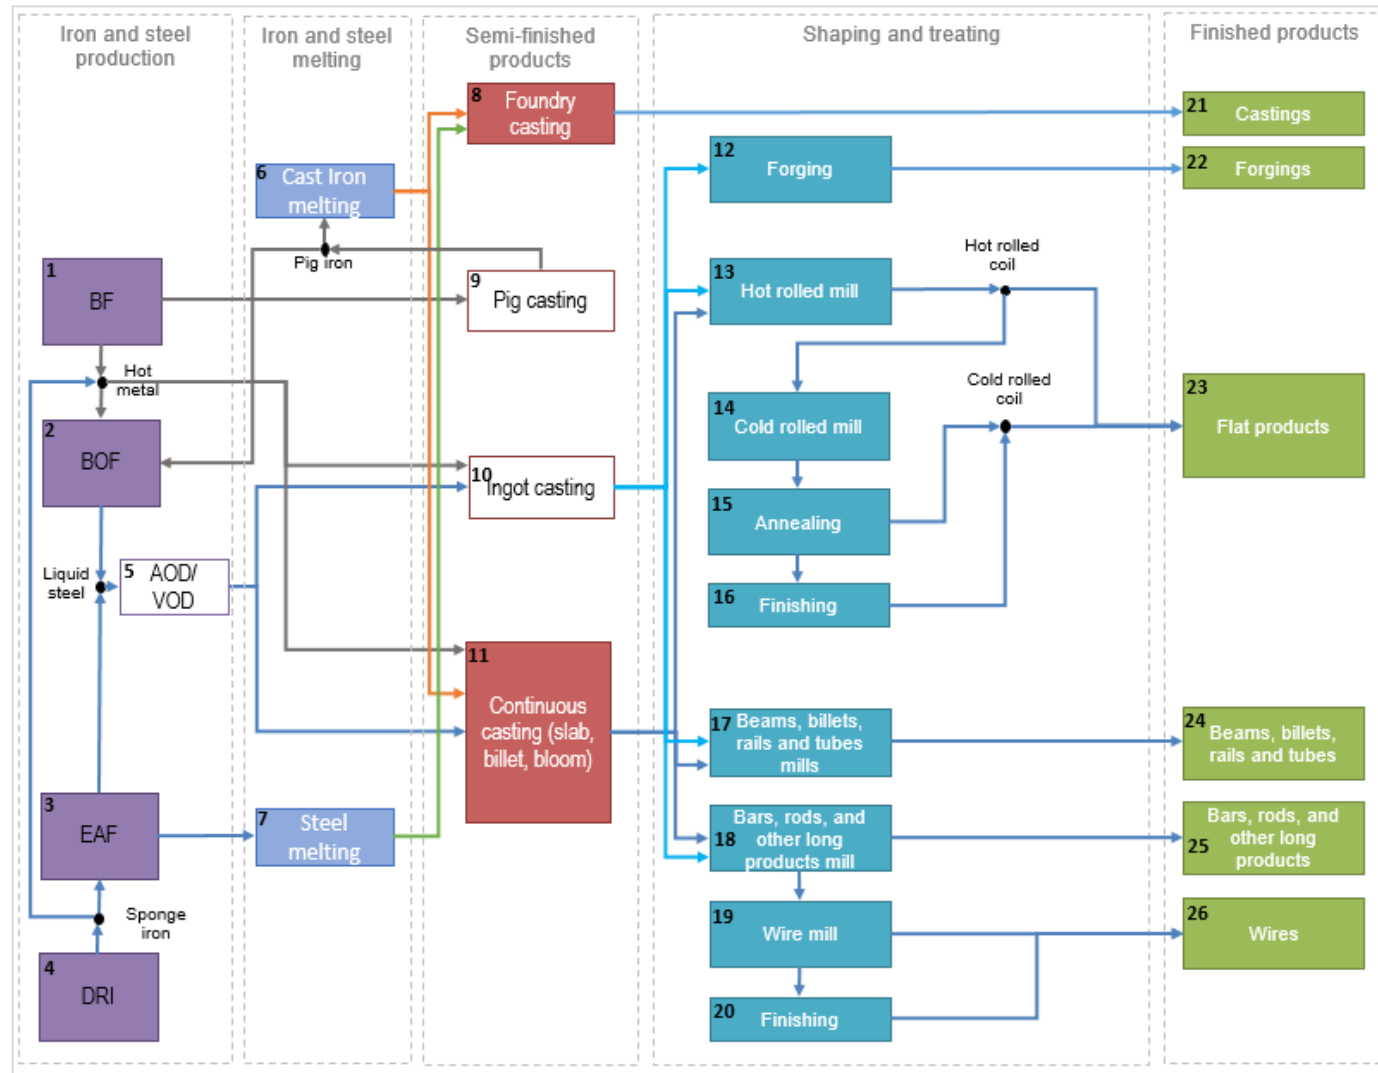 Iron and steel
production
Iron and steel
melting
Semi-finished
products
Shaping and treating
Finished products
1
BF
Hot
metal
2
BOF
Liquid
steel
5
AOD/
VOD
3
EAF
Sponge
iron
4
DRI
6
Cast Iron
melting
Pig iron
7
Steel
melting
8
Foundry
casting
9
Pig casting
10
Ingot casting
11
Continuous
casting (slab,
billet, bloom)
12
Forging
13
Hot rolled mill
Hot rolled
coil
14
Cold rolled mill
Cold rolled
coil
15
Annealing
16
Finishing
17
Beams, billets,
rails and tubes
mills
18
Bars, rods, and
other long
products mill
19
Wire mill
20
Finishing
21
Castings
22
Forgings
23
Flat products
24
Beams, billets,
rails and tubes
25
Bars, rods, and
other long
products
26
Wires